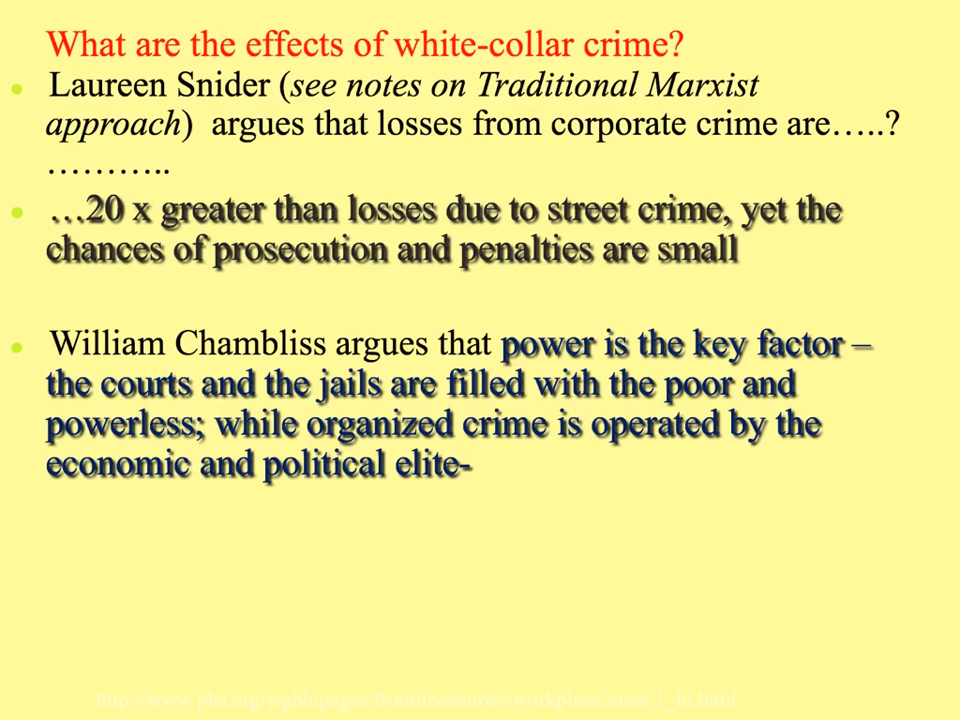 What are the effects of white-collar crime?
Laureen Snider (see notes on Traditional Marxist
approach) argues that losses from corporate crime are…..?
………..
…20 x greater than losses due to street crime, yet the
chances of prosecution and penalties are small
William Chambliss argues that power is the key factor –
the courts and the jails are filled with the poor and
powerless; while organized crime is operated by the
economic and political elite-
http://www.pbs.org/wgbh/pages/frontline/shows/workplace/view/1_hi.html